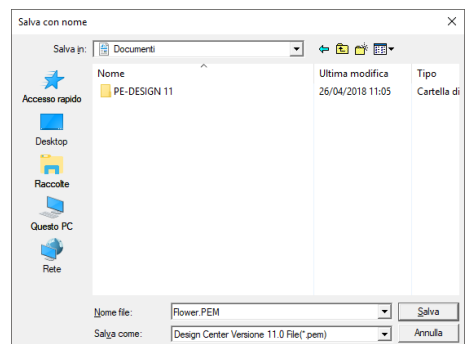 Salva con nome
Salva in: Documenti
Nome Ultima modifica Tipo
PE-DESIGN 11 26/04/2018 11:05 Cartella di
Accesso rapido
Desktop
Raccolte
Questo PC
Rete
Nome file: Flower.PEM Salva
Salva come: Design Center Versione 11.0 File(*.pem) Annulla